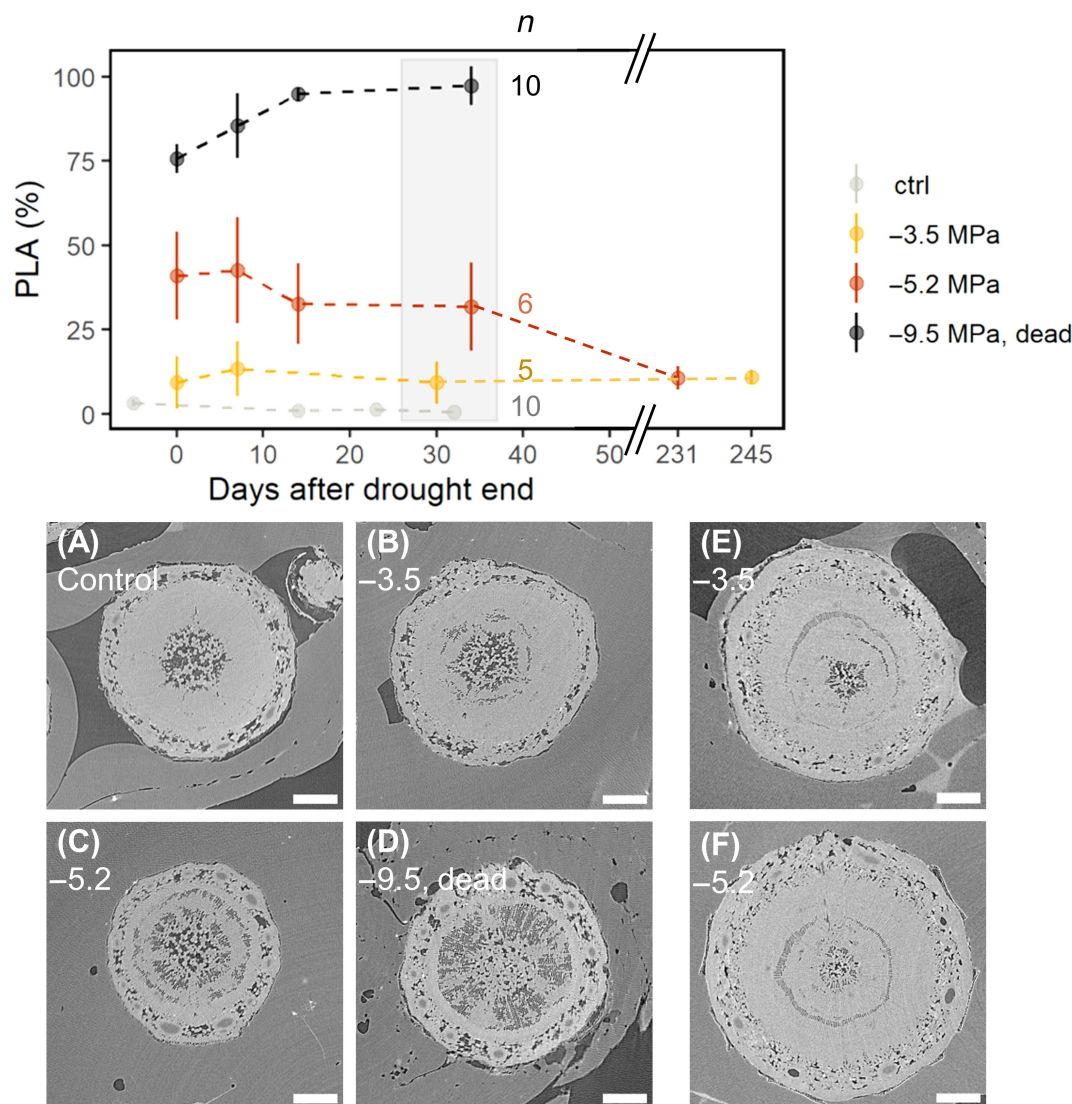 n
100
75
50
25
0
PLA (%)
10
6
5
10
0 10 20 30 40 50 231 245
Days after drought end
ctrl
–3.5 MPa
–5.2 MPa
–9.5 MPa, dead
(A)
Control
(B)
–3.5
(E)
–3.5
(C)
–5.2
(D)
–9.5, dead
(F)
–5.2